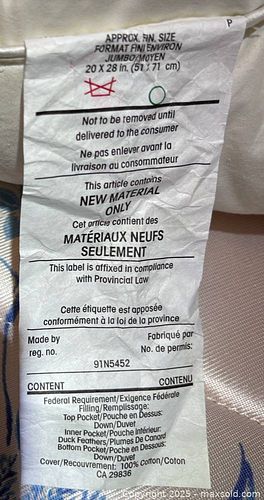 P
APPROX. FIN. SIZE
FORMAT FINI ENVIRON
JUMBO/MOYEN
20 X 28 in. (51 X 71 cm)
Not to be removed until
delivered to the consumer
Ne pas enlever avant la
livraison au consommateur
This article contains
NEW MATERIAL
ONLY
Cet article contient des
MATÉRIAUX NEUFS
SEULEMENT
This label is affixed in compliance
with Provincial Law
Cette étiquette est apposée
conformément à la loi de la province
Made by Fabriqué par
reg. no. No. de permis:
91N5452
CONTENT CONTENU
Federal Requirement/Exigence Fédérale
Filling/Remplissage:
Top Pocket/Pouche en Dessus:
Down/Duvet
Inner Pocket/Pouche Intérieur:
Duck Feathers/Plumes De Canard
Bottom Pocket/Poche en Dessous:
Down/Duvet
Cover/Recouvrement: 100% Cotton/Coton
CA 29836
Copyright © 2025 - maxsold.com